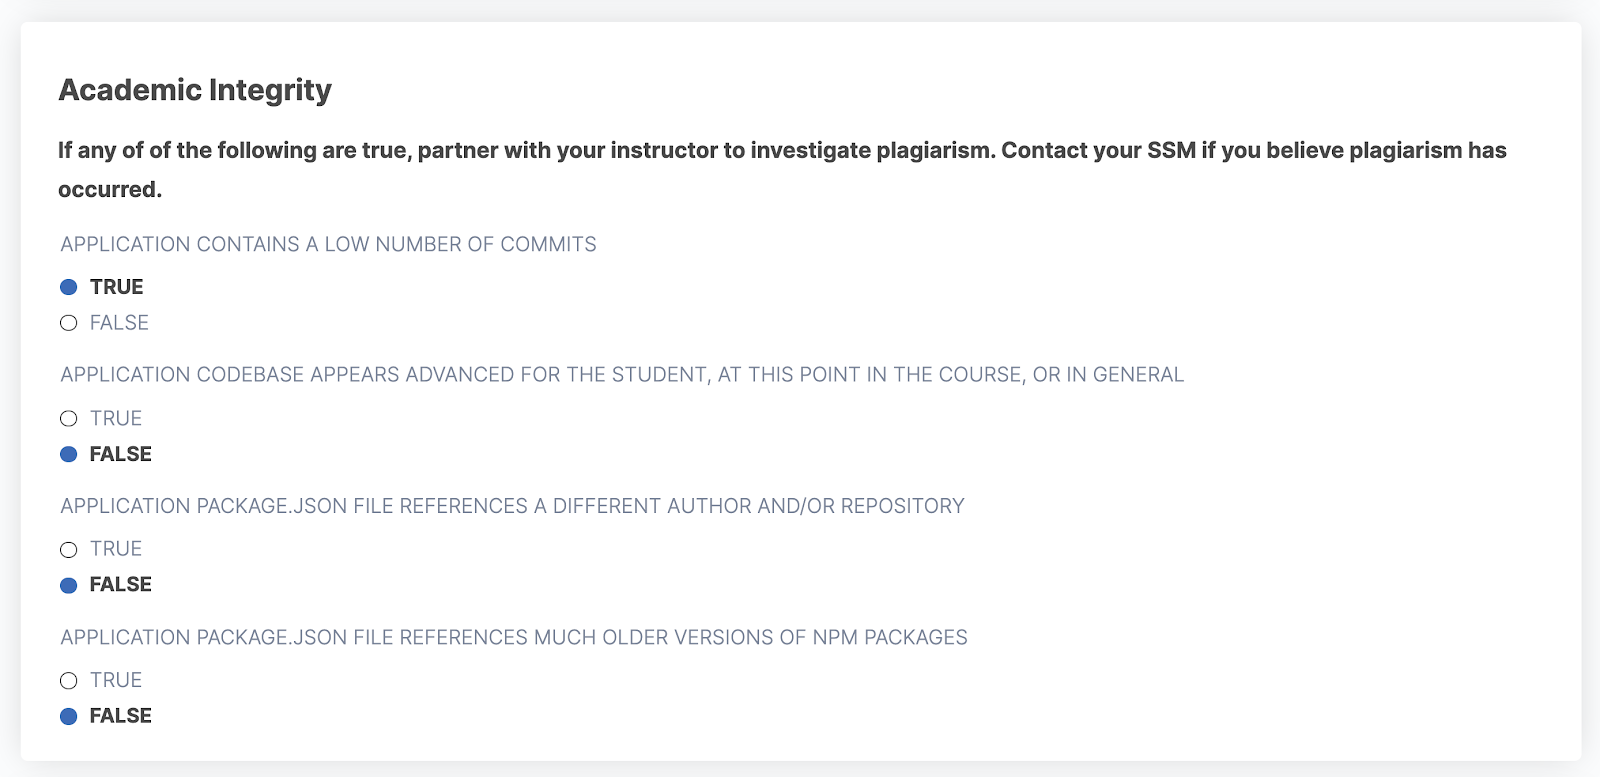 Academic Integrity
If any of of the following are true, partner with your instructor to investigate plagiarism. Contact your SSM if you believe plagiarism has
occurred.
APPLICATION CONTAINS A LOW NUMBER OF COMMITS
TRUE
FALSE
APPLICATION CODEBASE APPEARS ADVANCED FOR THE STUDENT, AT THIS POINT IN THE COURSE, OR IN GENERAL
TRUE
FALSE
APPLICATION PACKAGE.JSON FILE REFERENCES A DIFFERENT AUTHOR AND/OR REPOSITORY
TRUE
FALSE
APPLICATION PACKAGE.JSON FILE REFERENCES MUCH OLDER VERSIONS OF NPM PACKAGES
TRUE
FALSE